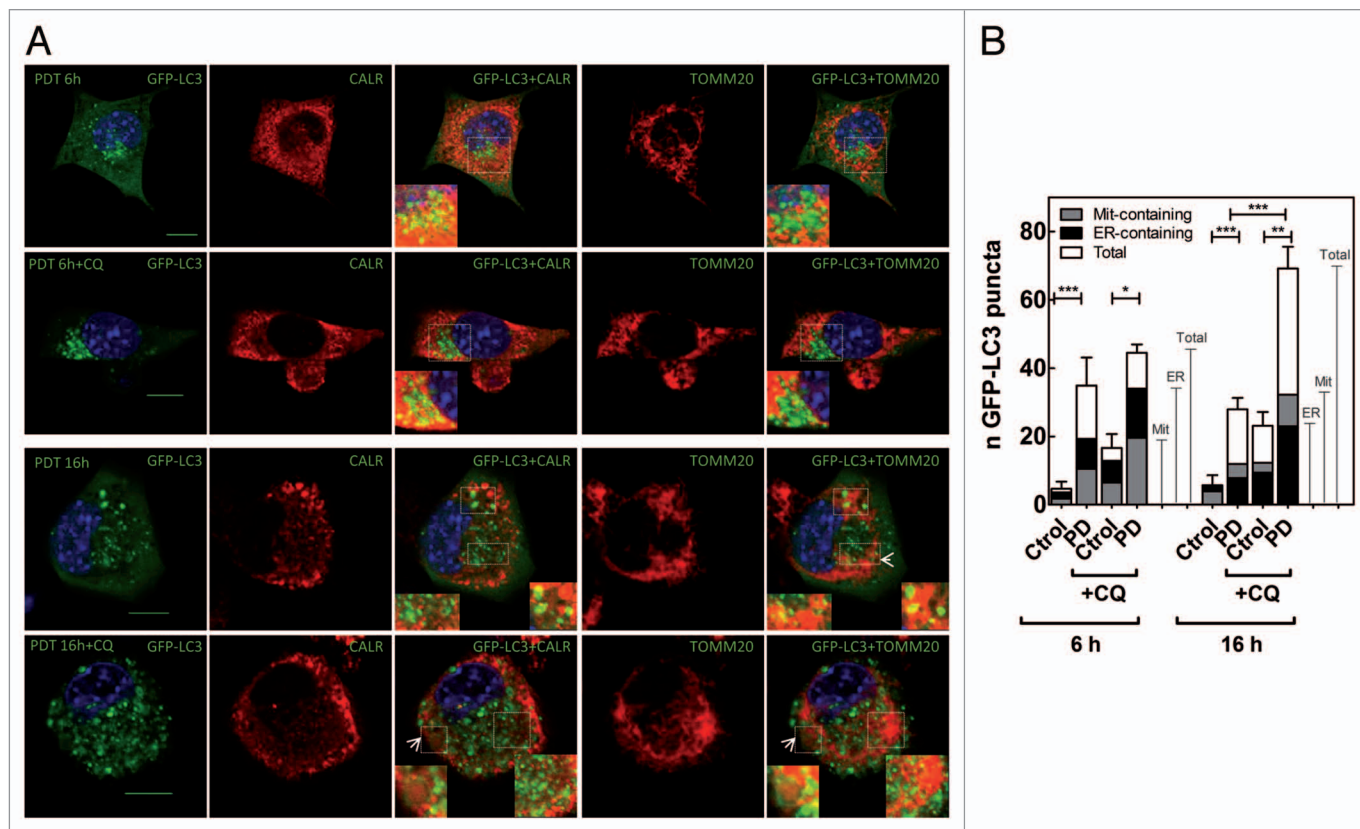 A
PDT 6h GFP-LC3
CALR
GFP-LC3+CALR
TOMM20
GFP-LC3+TOMM20
PDT 6h+CQ GFP-LC3
CALR
GFP-LC3+CALR
TOMM20
GFP-LC3+TOMM20
PDT 16h GFP-LC3
CALR
GFP-LC3+CALR
TOMM20
GFP-LC3+TOMM20
PDT 16h+CQ GFP-LC3
CALR
GFP-LC3+CALR
TOMM20
GFP-LC3+TOMM20
B
n GFP-LC3 puncta
80
60
40
20
0
Mit-containing
ER-containing
Total
***
*
***
***
**
Mit
ER
Total
ER
Mit
Total
Ctrol
PD
Ctrol
PD
Ctrol
PD
Ctrol
PD
+CQ
+CQ
6 h
16 h